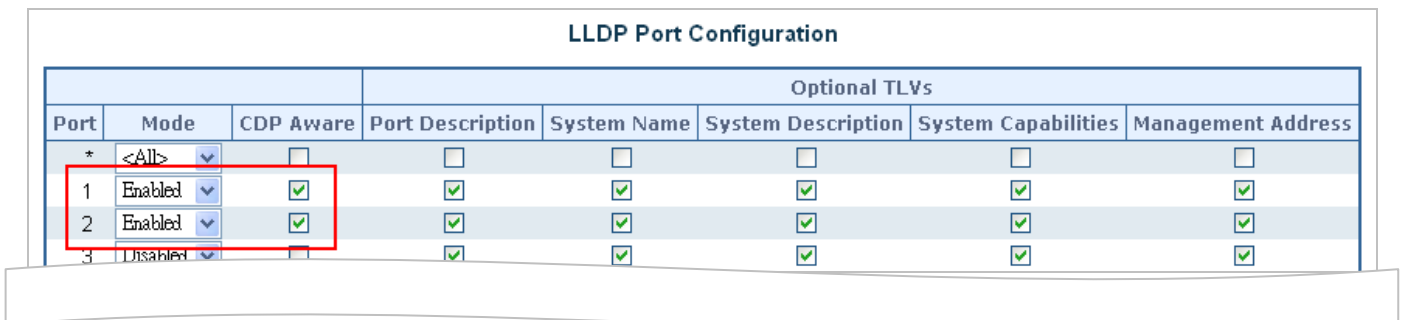 LLDP Port Configuration
Optional TLVs
Port Mode CDP Aware Port Description System Name System Description System Capabilities Management Address
* <All>
1 Enabled
2 Enabled
3 Disabled